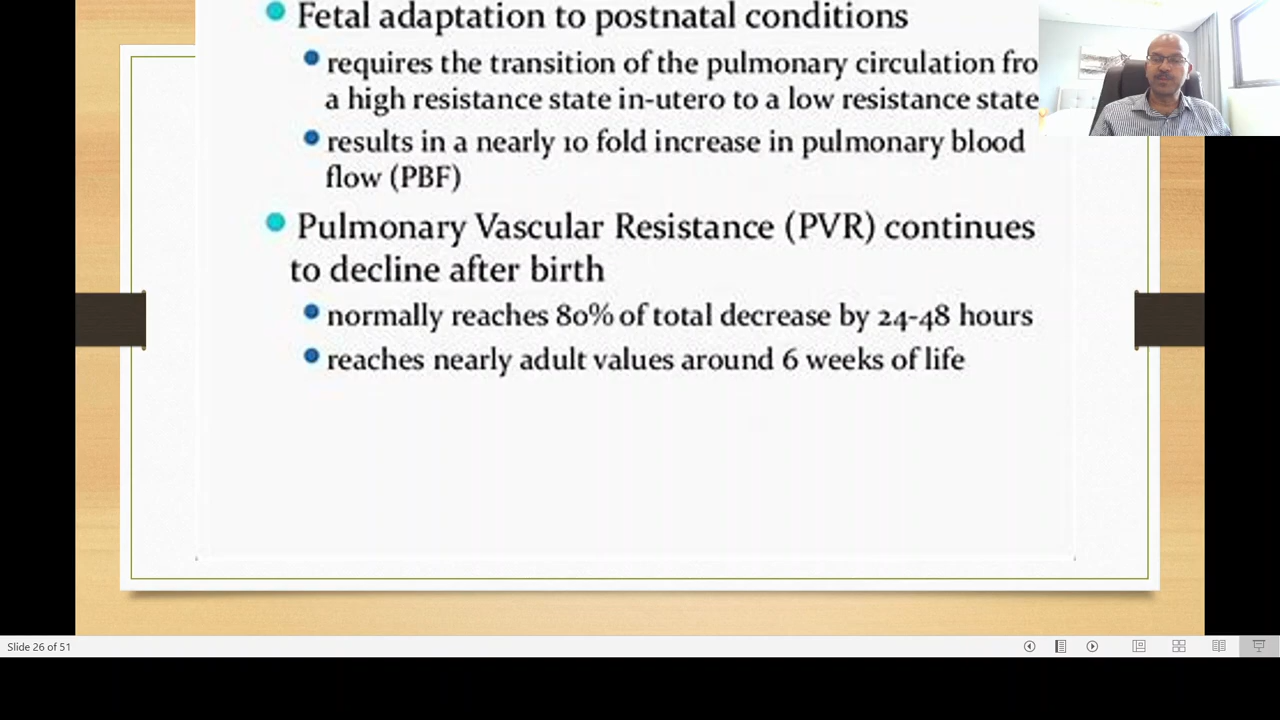 Fetal adaptation to postnatal conditions
requires the transition of the pulmonary circulation fro
a high resistance state in-utero to a low resistance state
results in a nearly 10 fold increase in pulmonary blood
flow (PBF)
Pulmonary Vascular Resistance (PVR) continues
to decline after birth
normally reaches 80% of total decrease by 24-48 hours
reaches nearly adult values around 6 weeks of life
Slide 26 of 51